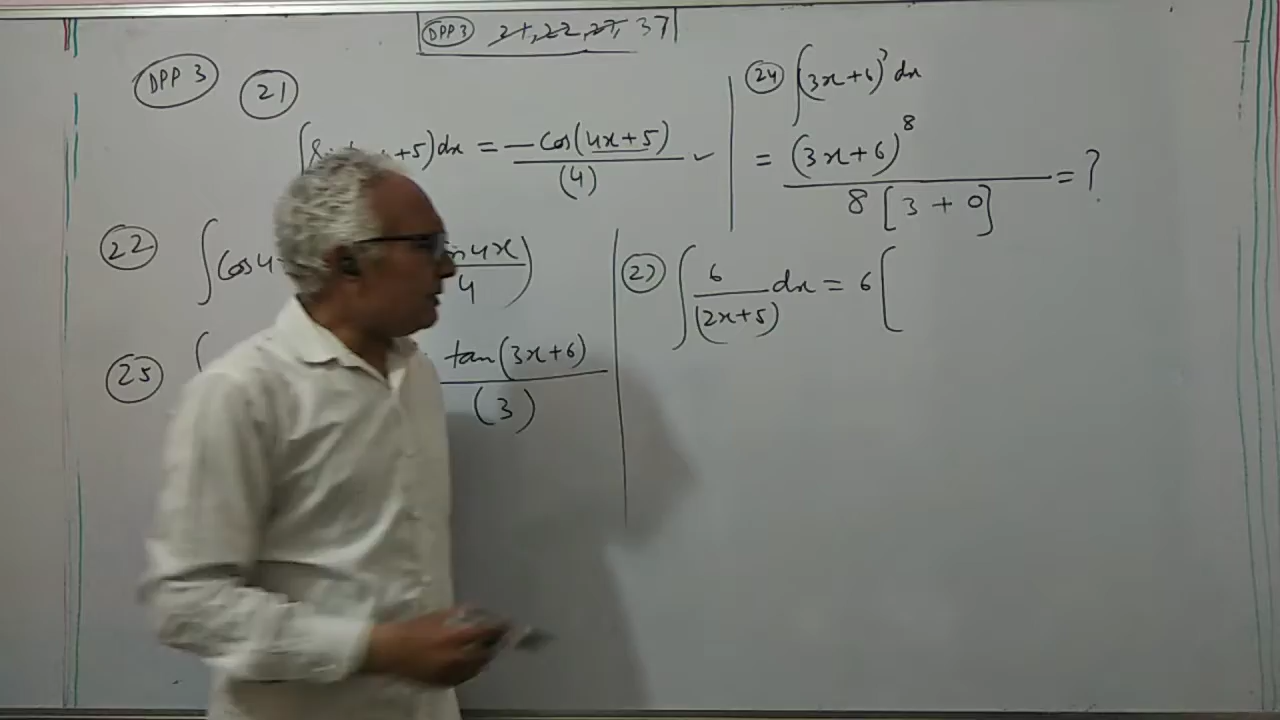 DPP 3 21, 22, 27, 37
DPP 3 21
+5)dx = -cos(4x+5) / (4) ✓
22 ∫cos4 4x / 4)
25 ∫ tan(3x+6) / (3)
24 ∫(3x+6)⁷ dx
= (3x+6)⁸ / 8[3+0] = ?
27 ∫ 6 / (2x+5) dx = 6[